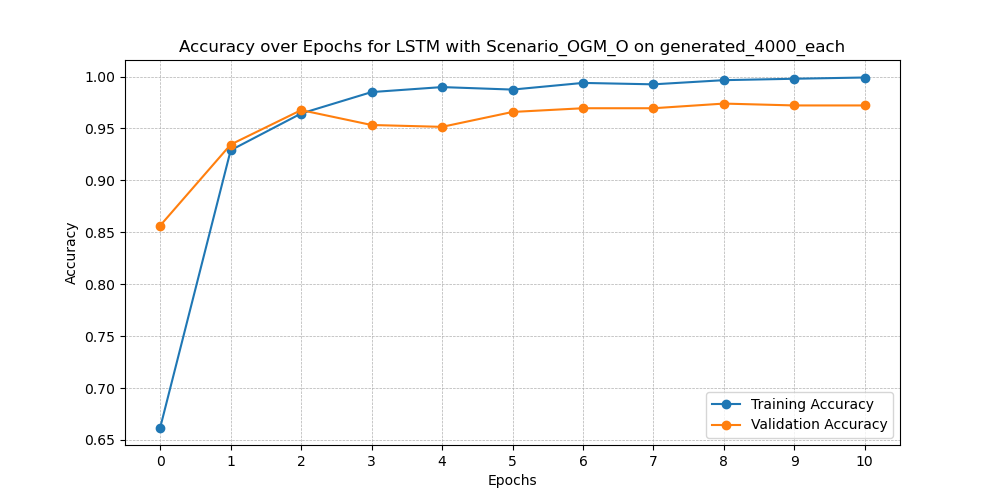 Accuracy over Epochs for LSTM with Scenario_OGM_O on generated_4000_each
1.00
0.95
0.90
0.85
0.80
0.75
0.70
0.65
Accuracy
0 1 2 3 4 5 6 7 8 9 10
Epochs
Training Accuracy
Validation Accuracy